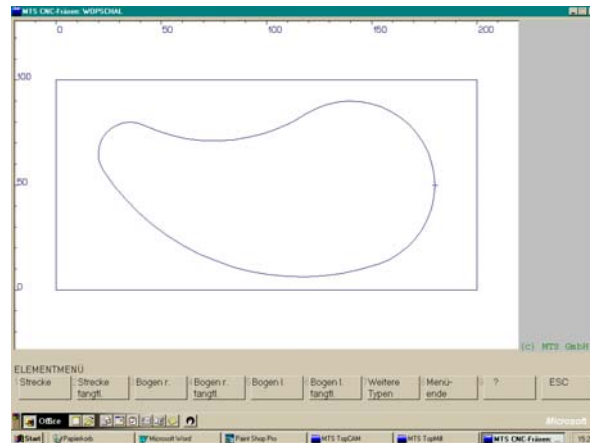 MTS CNC-Fräsen: WOPSCHAL
0 50 100 150 200
100
50
0
(c) MTS GmbH
ELEMENTMENÜ
Strecke Strecke tangtl. Bogen r. Bogen r. tangtl. Bogen l. Bogen l. tangtl. Weitere Typen Menü-ende ? ESC
Office Microsoft
Start Papierkorb Microsoft Word Paint Shop Pro MTS TopCAM MTS TopMill MTS CNC-Fräsen: ...